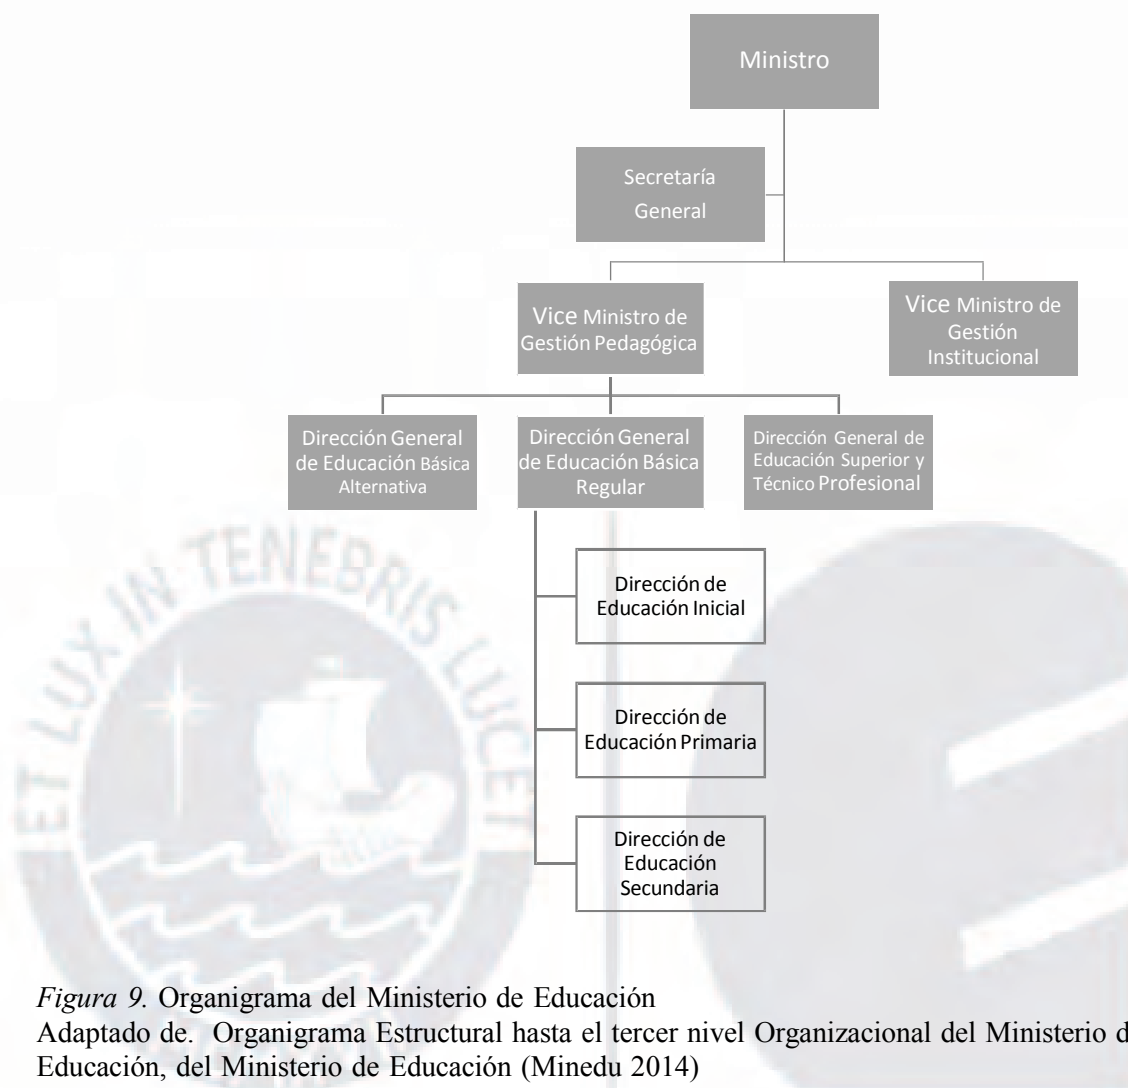 Ministro
Secretaría
General
Vice Ministro de
Gestión Pedagógica
Vice Ministro de
Gestión
Institucional
Dirección General
de Educación Básica
Alternativa
Dirección General
de Educación Básica
Regular
Dirección General de
Educación Superior y
Técnico Profesional
Dirección de
Educación Inicial
Dirección de
Educación Primaria
Dirección de
Educación
Secundaria
ET LUX IN TENEBRIS LUCET
Figura 9. Organigrama del Ministerio de Educación
Adaptado de. Organigrama Estructural hasta el tercer nivel Organizacional del Ministerio d
Educación, del Ministerio de Educación (Minedu 2014)